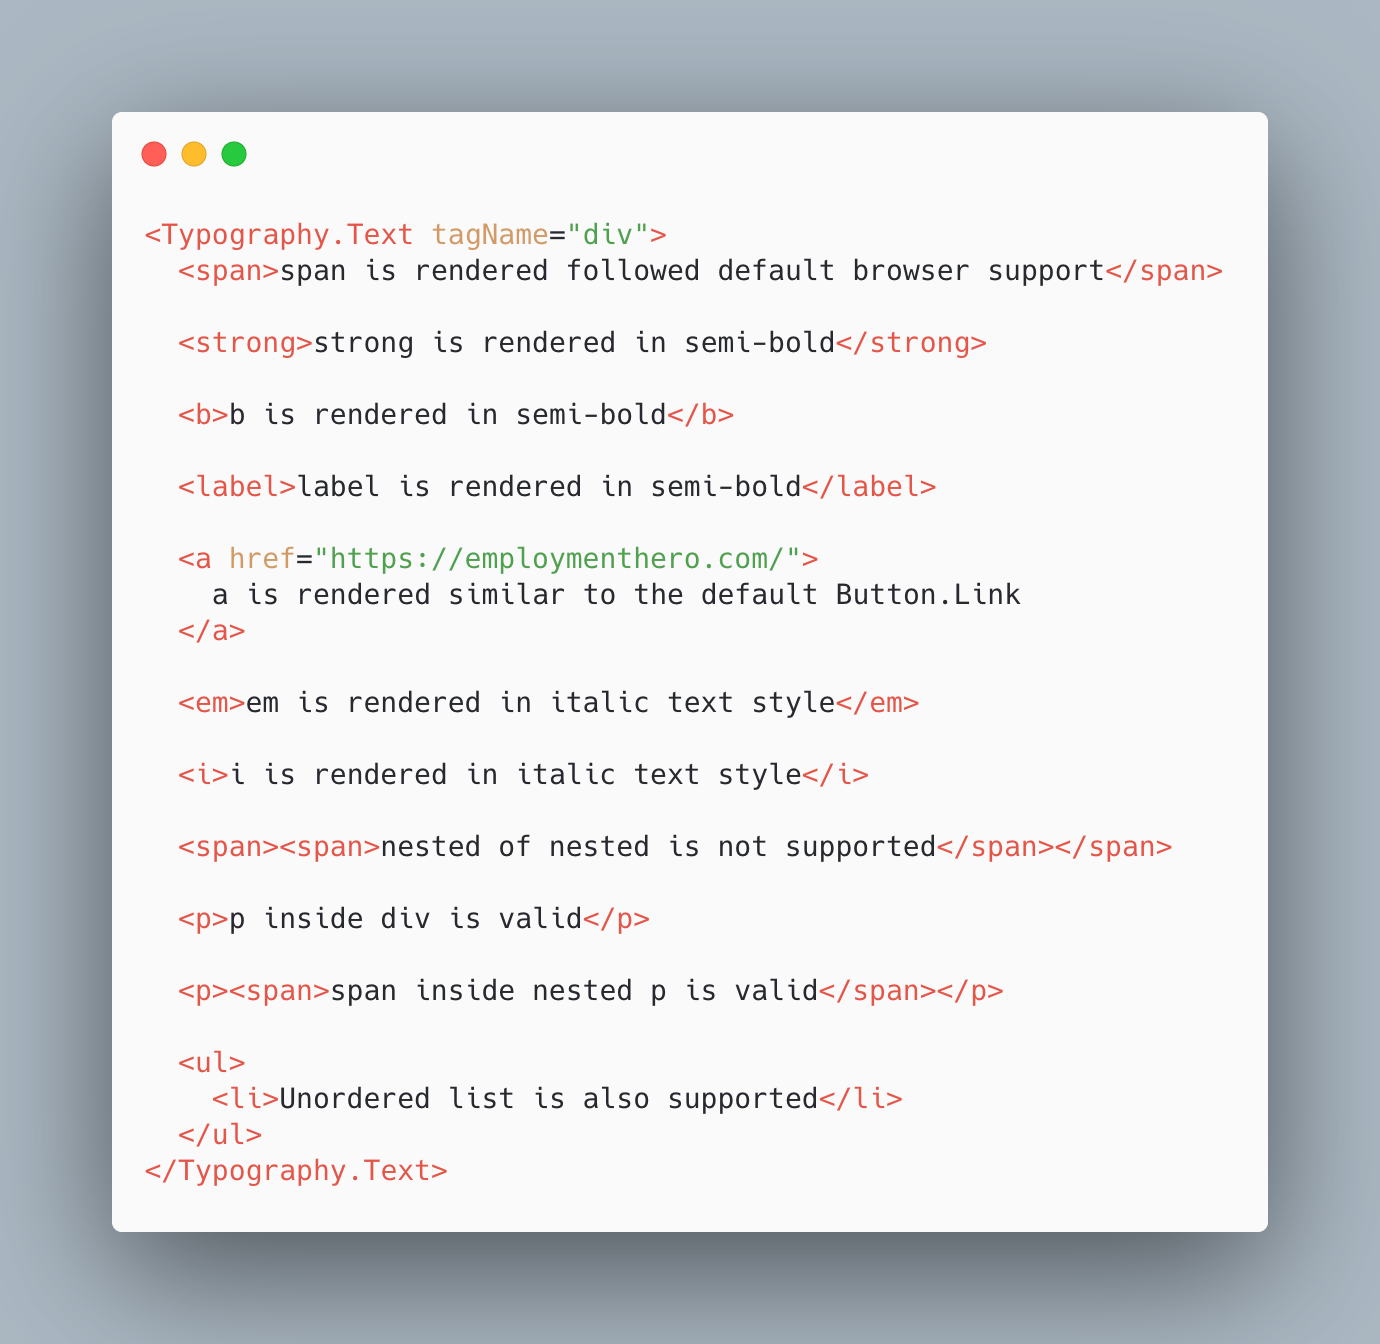 <Typography.Text tagName="div">
  <span>span is rendered followed default browser support</span>

  <strong>strong is rendered in semi-bold</strong>

  <b>b is rendered in semi-bold</b>

  <label>label is rendered in semi-bold</label>

  <a href="https://employmenthero.com/">
    a is rendered similar to the default Button.Link
  </a>

  <em>em is rendered in italic text style</em>

  <i>i is rendered in italic text style</i>

  <span><span>nested of nested is not supported</span></span>

  <p>p inside div is valid</p>

  <p><span>span inside nested p is valid</span></p>

  <ul>
    <li>Unordered list is also supported</li>
  </ul>
</Typography.Text>